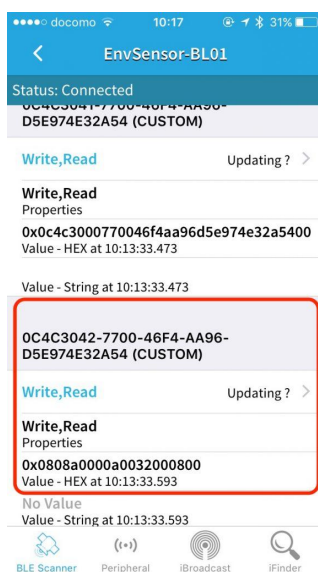 docomo 10:17 31%
EnvSensor-BL01
Status: Connected
0C4C3041-7700-46F4-AA96-
D5E974E32A54 (CUSTOM)
Write,Read Updating ?
Write,Read
Properties
0x0c4c3000770046f4aa96d5e974e32a5400
Value - HEX at 10:13:33.473
Value - String at 10:13:33.473
0C4C3042-7700-46F4-AA96-
D5E974E32A54 (CUSTOM)
Write,Read Updating ?
Write,Read
Properties
0x0808a0000a0032000800
Value - HEX at 10:13:33.593
No Value
Value - String at 10:13:33.593
BLE Scanner Peripheral iBroadcast iFinder